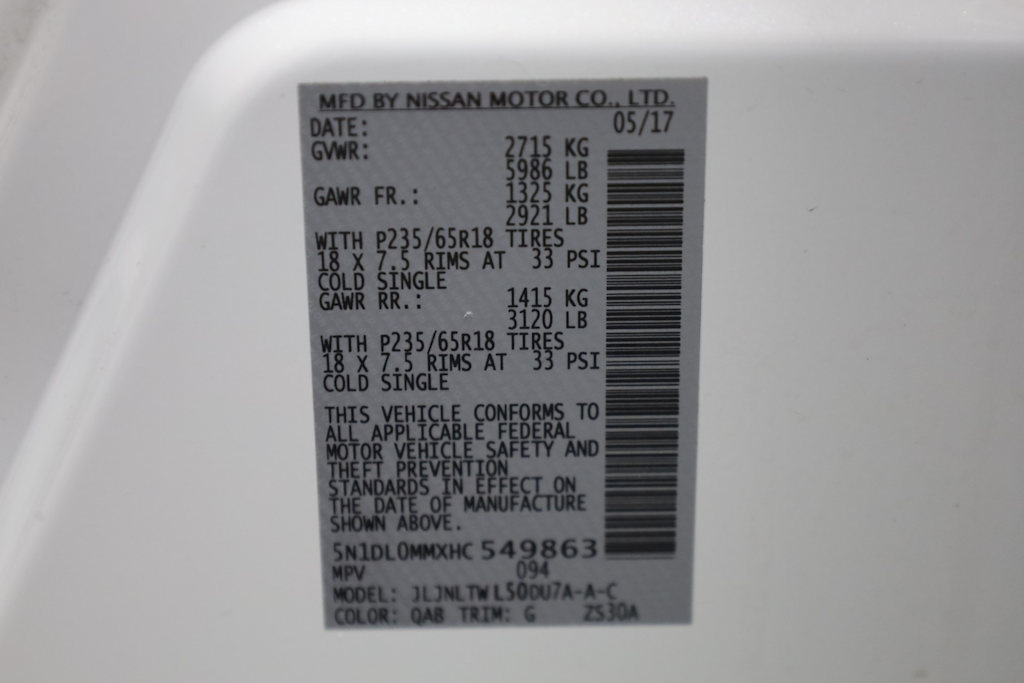 MFD BY NISSAN MOTOR CO., LTD.
DATE: 05/17
GVWR: 2715 KG
5986 LB
GAWR FR.: 1325 KG
2921 LB
WITH P235/65R18 TIRES
18 X 7.5 RIMS AT 33 PSI
COLD SINGLE
GAWR RR.: 1415 KG
3120 LB
WITH P235/65R18 TIRES
18 X 7.5 RIMS AT 33 PSI
COLD SINGLE
THIS VEHICLE CONFORMS TO
ALL APPLICABLE FEDERAL
MOTOR VEHICLE SAFETY AND
THEFT PREVENTION
STANDARDS IN EFFECT ON
THE DATE OF MANUFACTURE
SHOWN ABOVE.
5N1DL0MMXHC 549863
MPV 094
MODEL: JLJNLTWL50DU7A-A-C
COLOR: QAB TRIM: G ZS30A